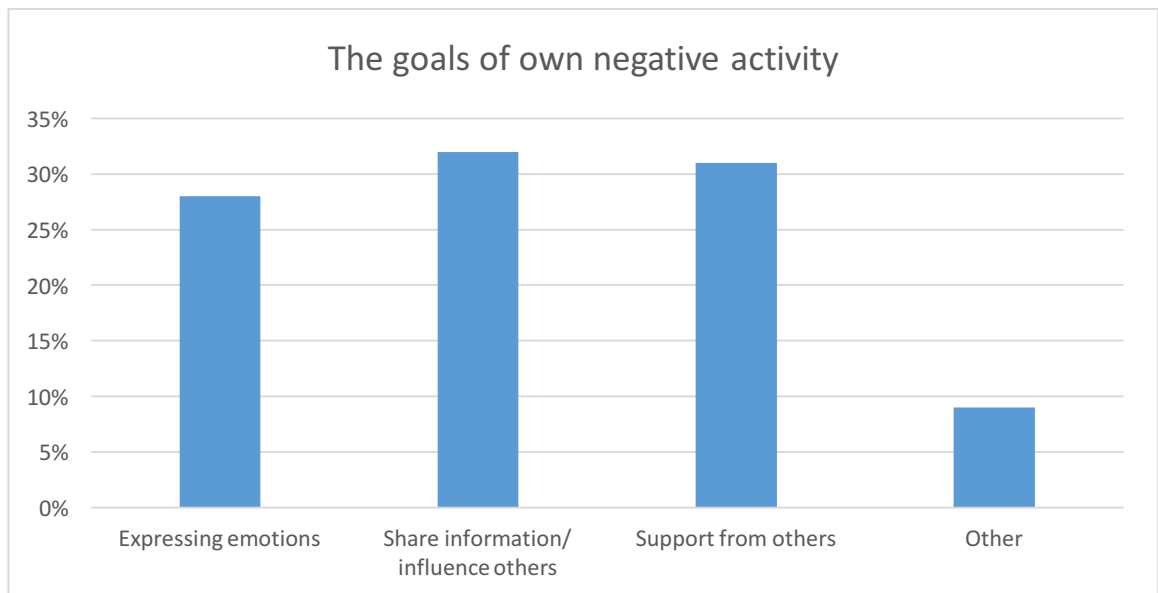 The goals of own negative activity
35%
30%
25%
20%
15%
10%
5%
0%
Expressing emotions
Share information/
influence others
Support from others
Other